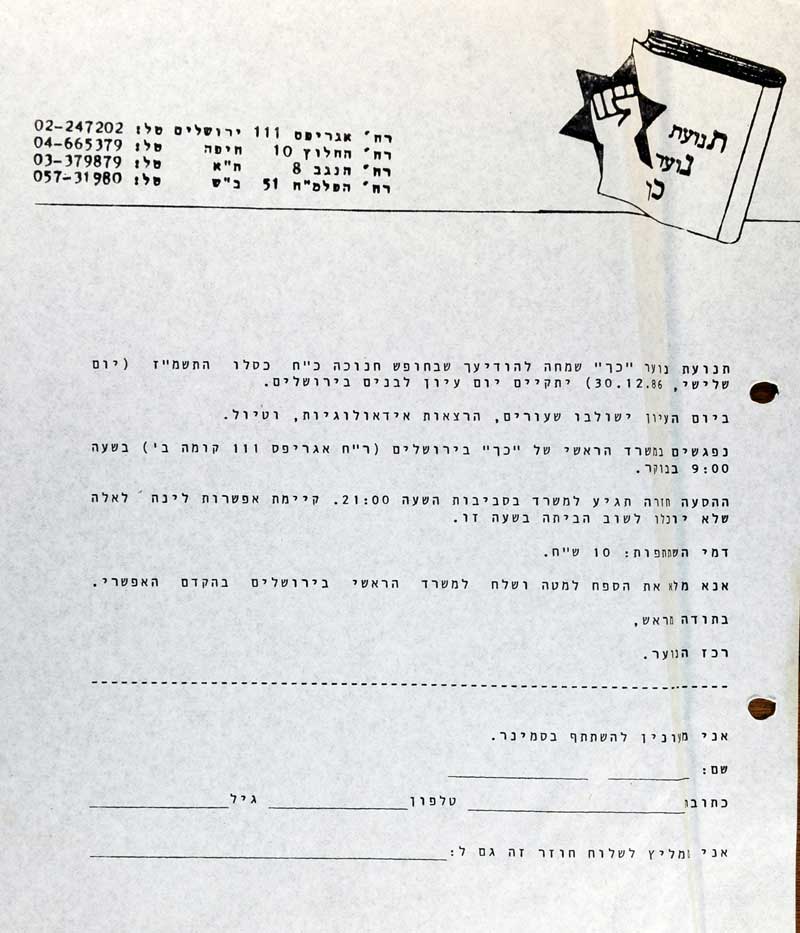 תנועת
נוער
כך
רח' אגריפס 111 ירושלים טל: 02-247202
רח' החלוץ 10 חיפה טל: 04-665379
רח' הנגב 8 ת"א טל: 03-379879
רח' הפלמ"ח 51 ב"ש טל: 057-31980
תנועת נוער "כך" שמחה להודיעך שבחופש חנוכה כ"ח כסלו התשמ"ז (יום
שלישי, 30.12.86) יתקיים יום עיון לבנים בירושלים.
ביום העיון ישולבו שעורים, הרצאות אידאולוגיות, וטיול.
נפגשים במשרד הראשי של "כך" בירושלים (ר"ח אגריפס 111 קומה ב') בשעה
9:00 בבוקר.
ההסעה חזרה תגיע למשרד בסביבות השעה 21:00. קיימת אפשרות לינה לאלה
שלא יוכלו לשוב הביתה בשעה זו.
דמי השתתפות: 10 ש"ח.
אנא מלא את הספח למטה ושלח למשרד הראשי בירושלים בהקדם האפשרי.
בתודה מראש,
רכז הנוער.
אני מעונין להשתתף בסמינר.
שם:
כתובת טלפון גיל
אני ממליץ לשלוח חוזר זה גם ל: